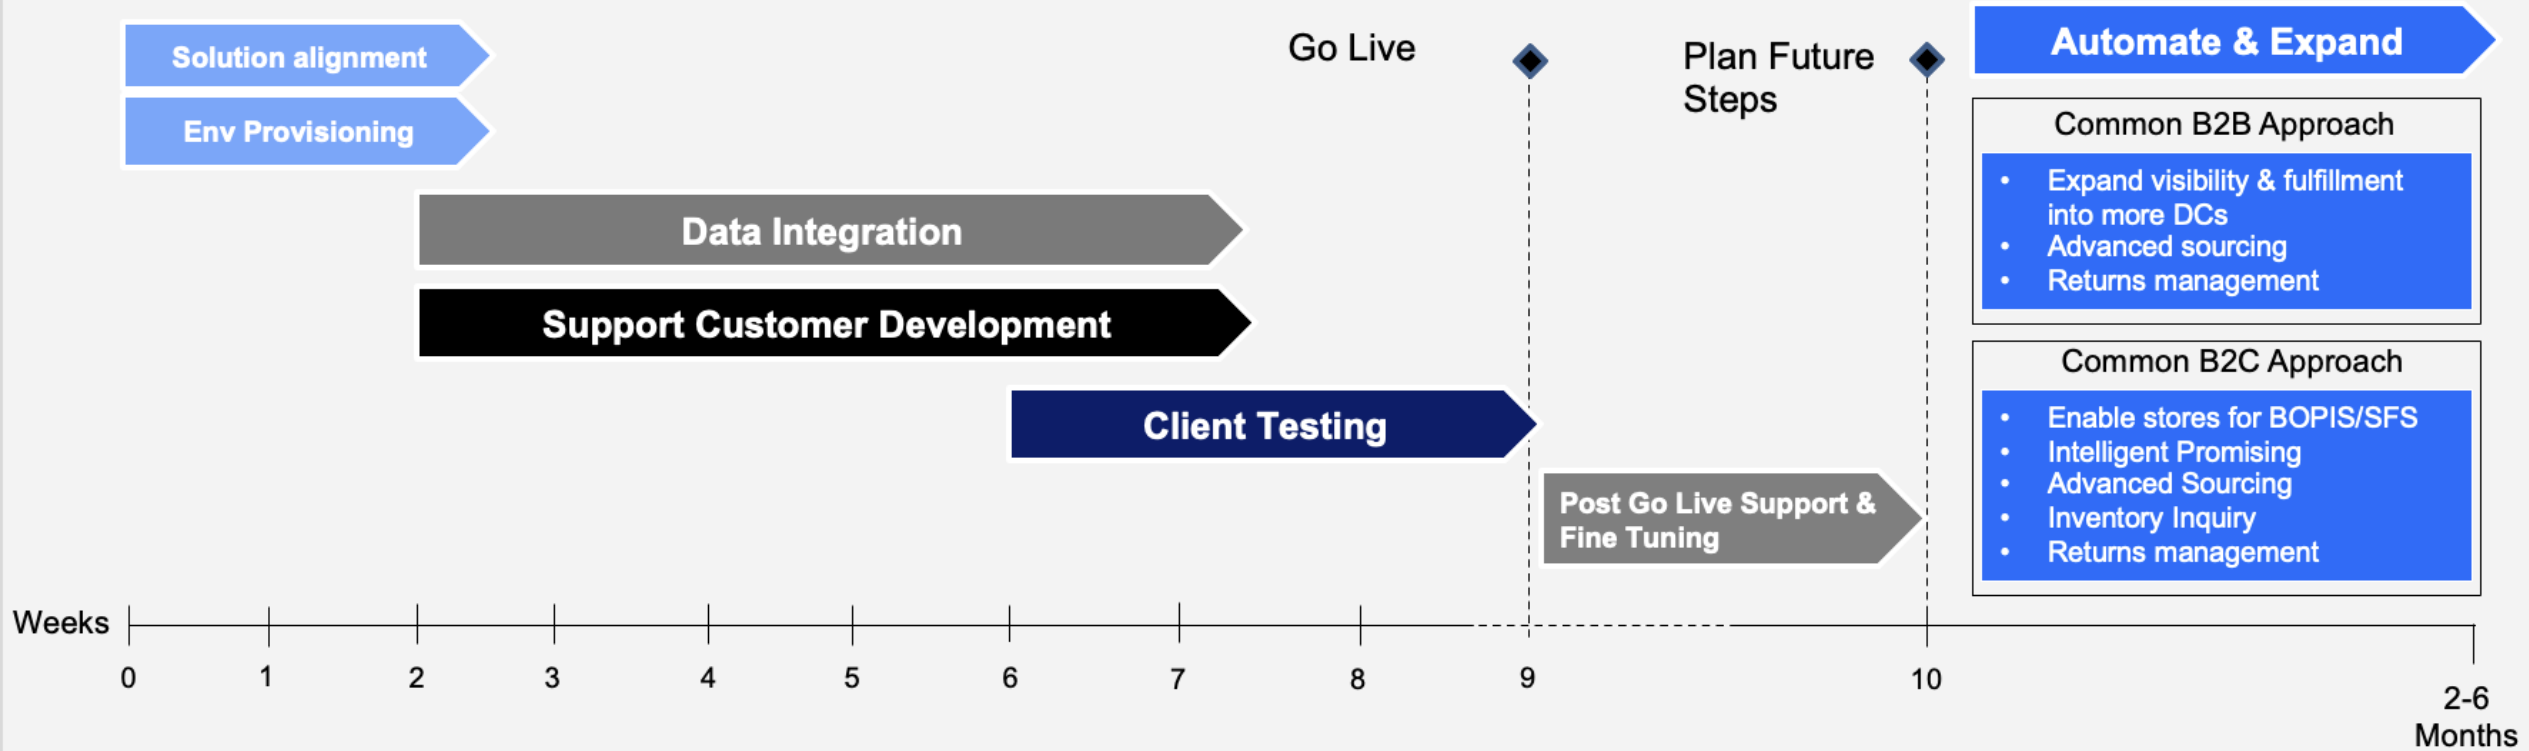 Solution alignment
Env Provisioning
Data Integration
Support Customer Development
Client Testing
Post Go Live Support &
Fine Tuning
Go Live
Plan Future
Steps
Automate & Expand
Common B2B Approach
• Expand visibility & fulfillment
into more DCs
• Advanced sourcing
• Returns management
Common B2C Approach
• Enable stores for BOPIS/SFS
• Intelligent Promising
• Advanced Sourcing
• Inventory Inquiry
• Returns management
Weeks
0 1 2 3 4 5 6 7 8 9 10
2-6
Months